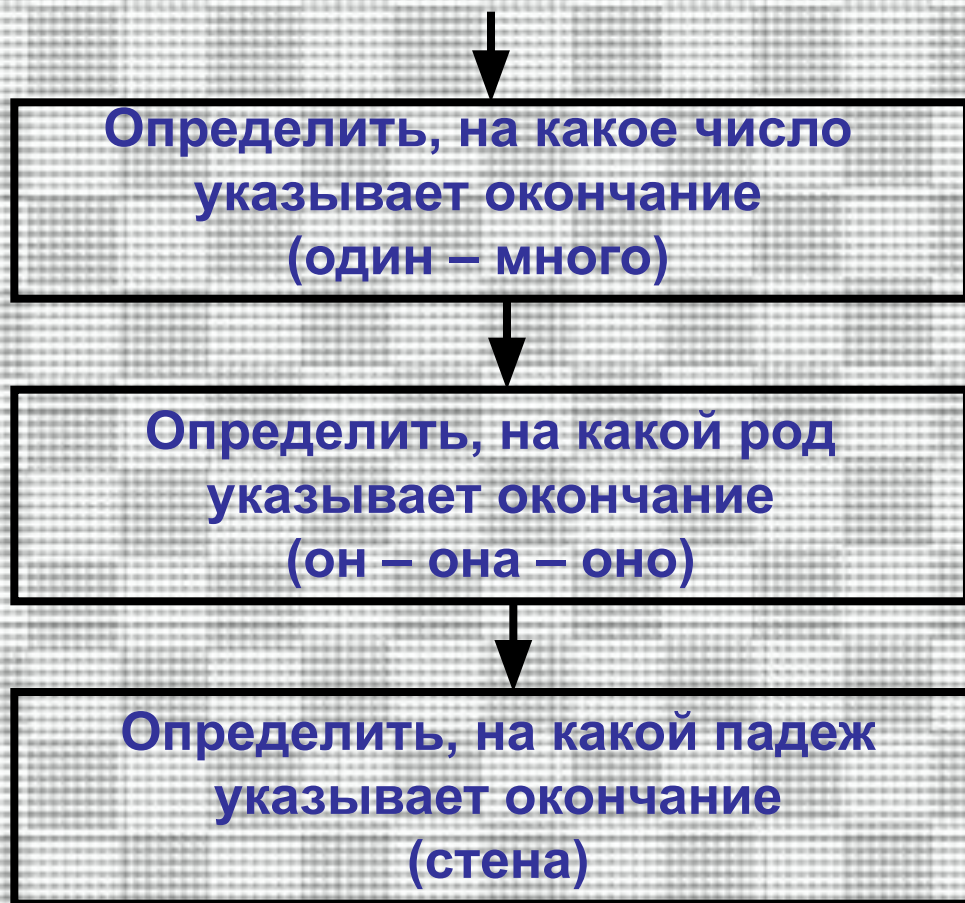 Определить, на какое число
указывает окончание
(один – много)
Определить, на какой род
указывает окончание
(он – она – оно)
Определить, на какой падеж
указывает окончание
(стена)